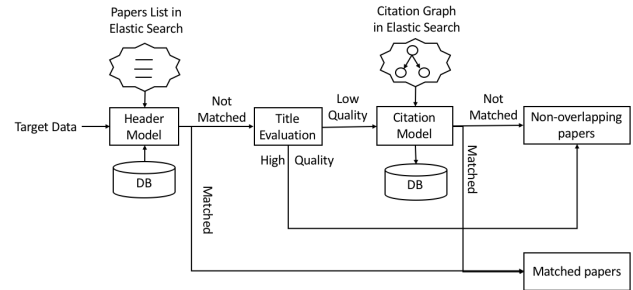 Papers List in
Elastic Search
Citation Graph
in Elastic Search
Target Data
Header
Model
Not
Matched
Title
Evaluation
Low
Quality
Citation
Model
Not
Matched
Non-overlapping
papers
DB
Matched
High Quality
DB
Matched
Matched papers